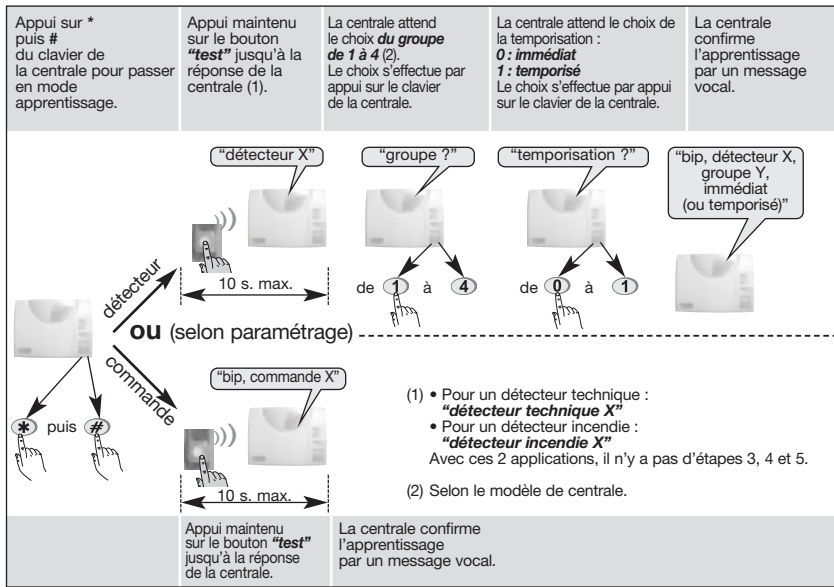 Appui sur *
puis #
du clavier de
la centrale pour passer
en mode
apprentissage.
Appui maintenu
sur le bouton
“test” jusqu’à la
réponse de la
centrale (1).
La centrale attend
le choix du groupe
de 1 à 4 (2).
Le choix s’effectue par
appui sur le clavier
de la centrale.
La centrale attend le choix de
la temporisation :
0 : immédiat
1 : temporisé
Le choix s’effectue par appui
sur le clavier de la centrale.
La centrale
confirme
l’apprentissage
par un message
vocal.
“détecteur X”
“groupe ?”
“temporisation ?”
“bip, détecteur X,
groupe Y,
immédiat
(ou temporisé)”
détecteur
10 s. max.
de 1 à 4
de 0 à 1
ou (selon paramétrage)
commande
* puis #
“bip, commande X”
10 s. max.
(1) • Pour un détecteur technique :
“détecteur technique X”
• Pour un détecteur incendie :
“détecteur incendie X”
Avec ces 2 applications, il n’y a pas d’étapes 3, 4 et 5.
(2) Selon le modèle de centrale.
Appui maintenu
sur le bouton “test”
jusqu’à la réponse
de la centrale.
La centrale confirme
l’apprentissage
par un message vocal.